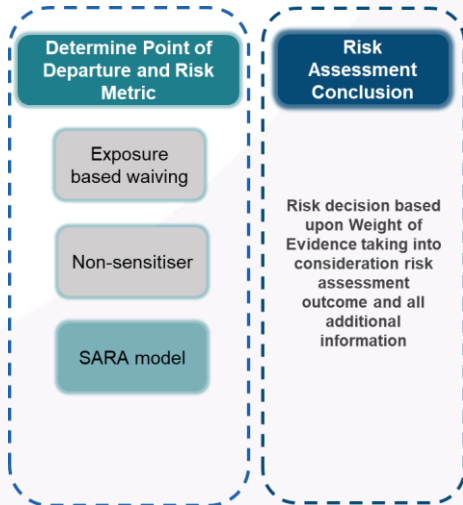 Determine Point of
Departure and Risk
Metric
Exposure
based waiving
Non-sensitiser
SARA model
Risk
Assessment
Conclusion
Risk decision based
upon Weight of
Evidence taking into
consideration risk
assessment
outcome and all
additional
information